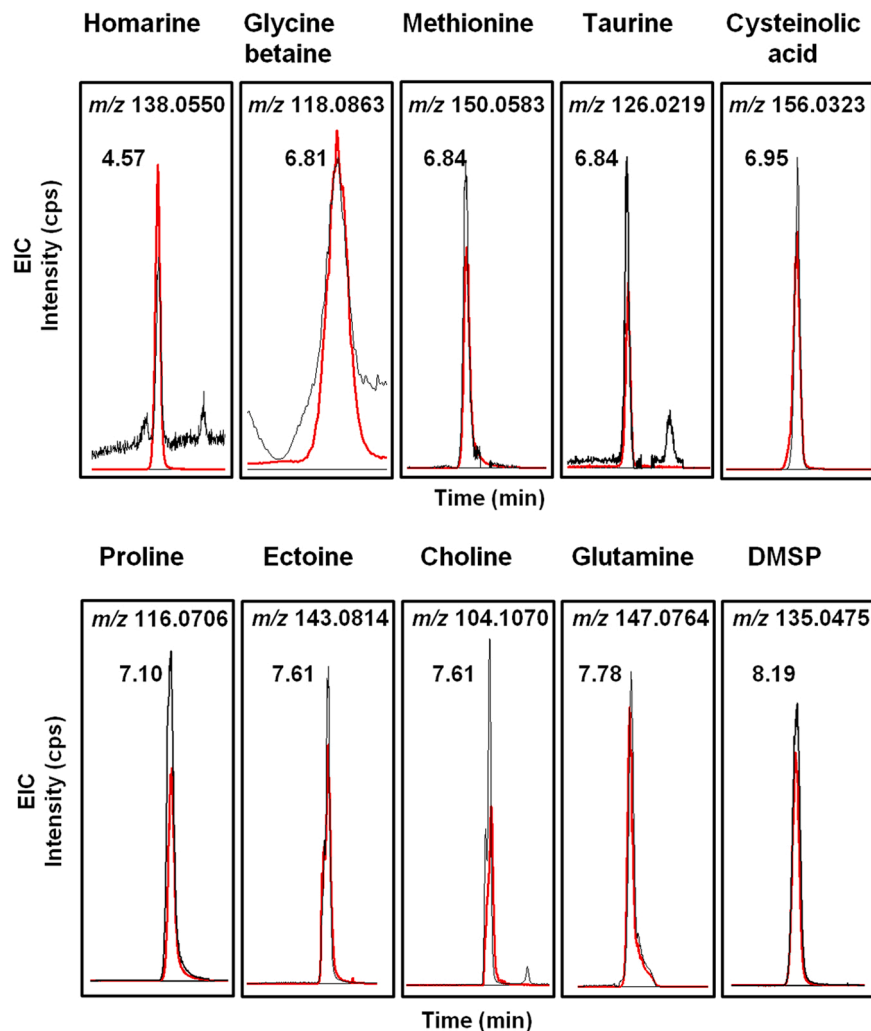 Homarine
Glycine
betaine
Methionine
Taurine
Cysteinolic
acid
m/z 138.0550
m/z 118.0863
m/z 150.0583
m/z 126.0219
m/z 156.0323
4.57
6.81
6.84
6.84
6.95
EIC
Intensity (cps)
Time (min)
Proline
Ectoine
Choline
Glutamine
DMSP
m/z 116.0706
m/z 143.0814
m/z 104.1070
m/z 147.0764
m/z 135.0475
7.10
7.61
7.61
7.78
8.19
EIC
Intensity (cps)
Time (min)